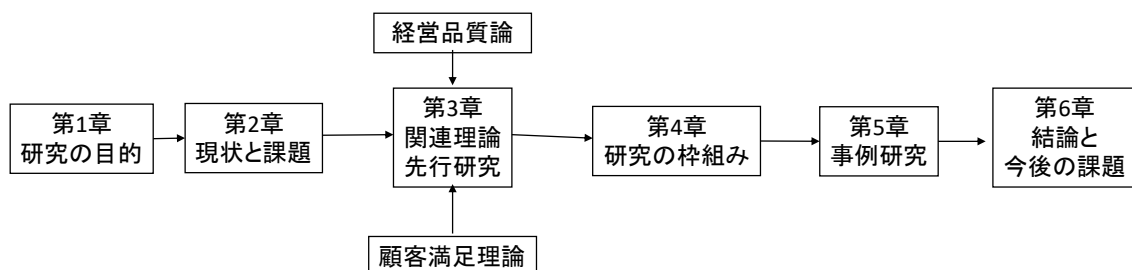 経営品質論
第1章
研究の目的
第2章
現状と課題
第3章
関連理論
先行研究
第4章
研究の枠組み
第5章
事例研究
第6章
結論と
今後の課題
顧客満足理論